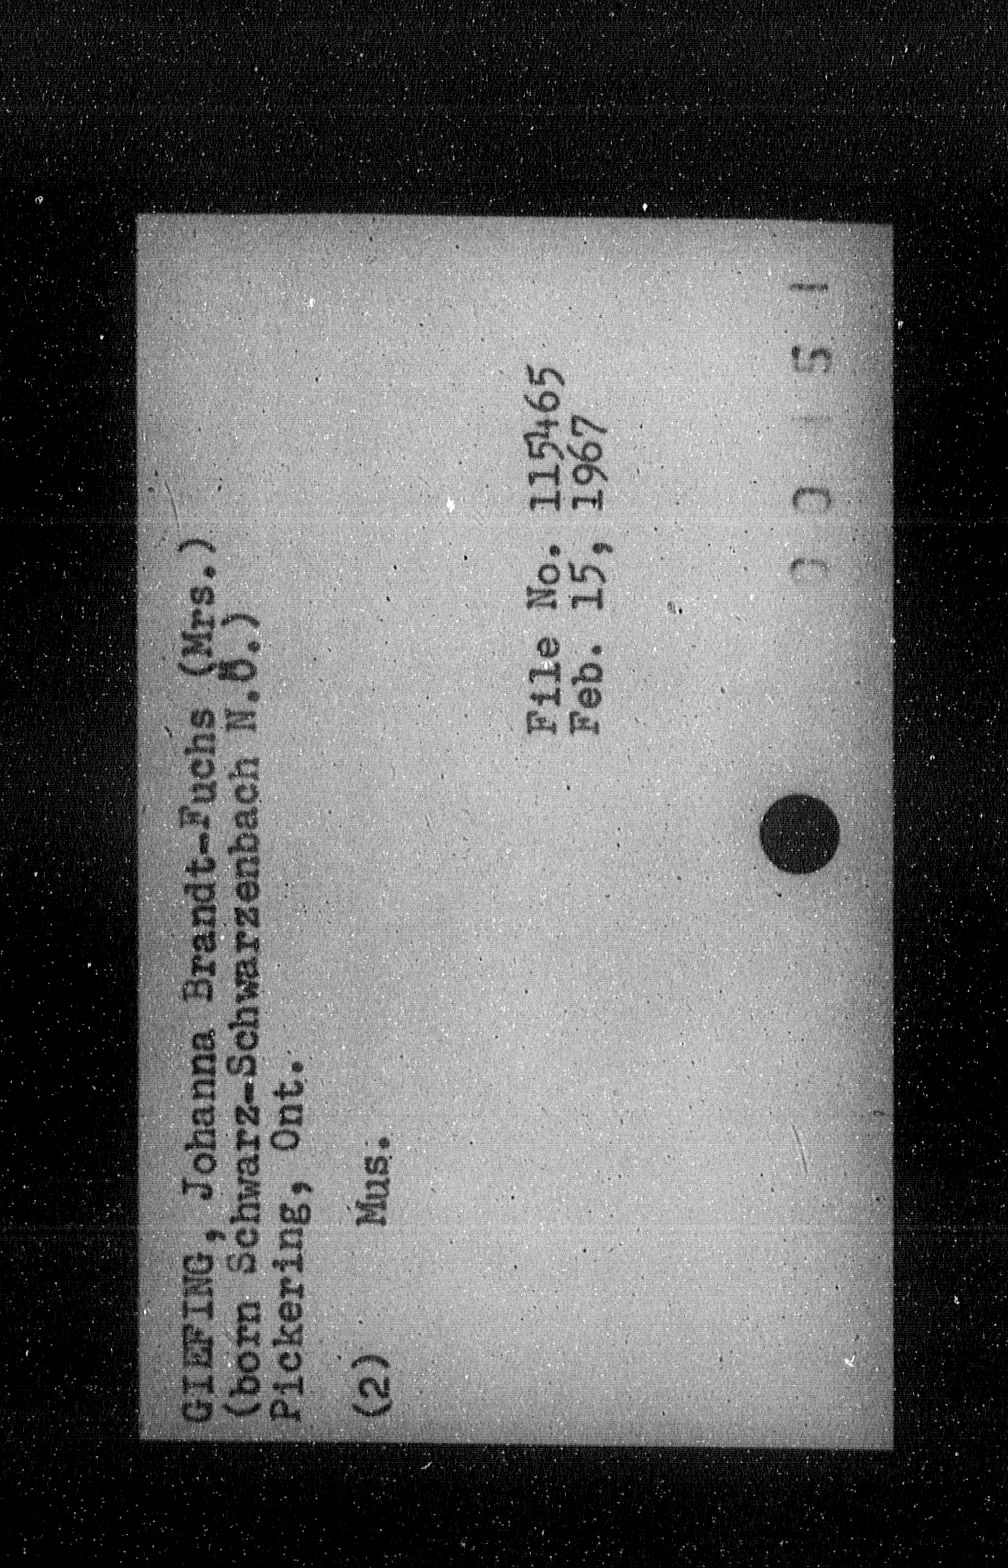 GIEFING, Johanna Brandt-Fuchs (Mrs.)
(born Schwarz-Schwarzenbach N.Ö.)
Pickering, Ont.
(2) Mus.
File No. 115465
Feb. 15, 1967